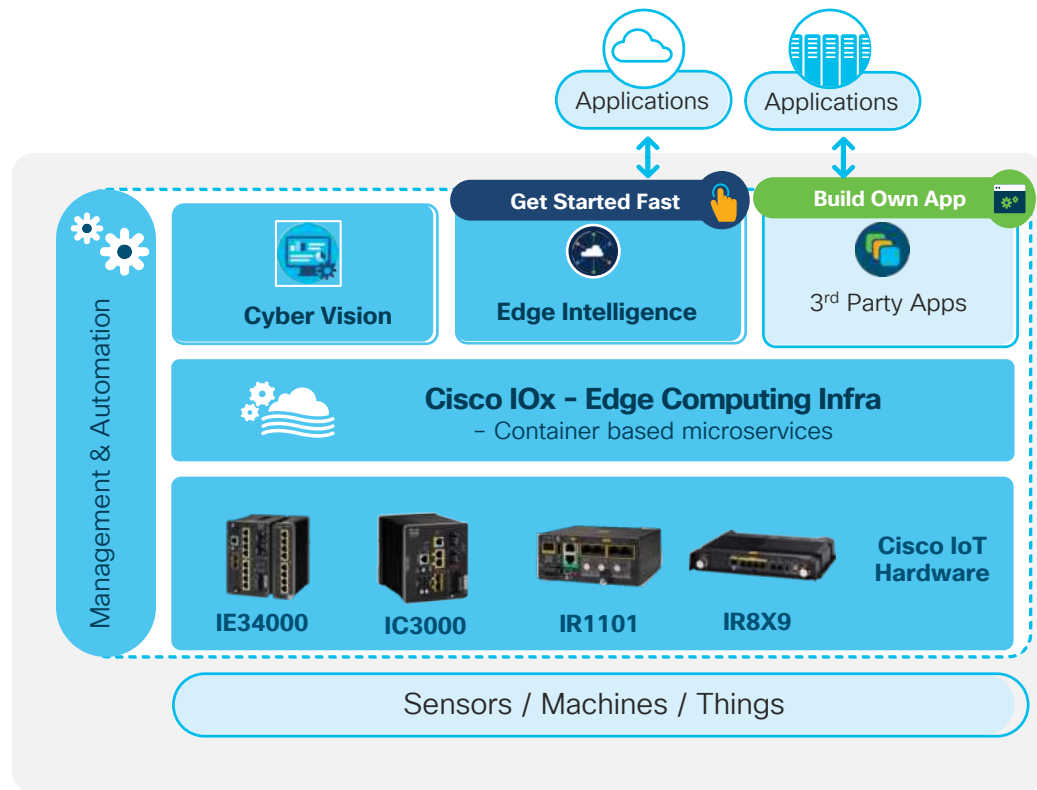 Applications
Applications
Get Started Fast
Build Own App
Cyber Vision
Edge Intelligence
3rd Party Apps
Management & Automation
Cisco IOx - Edge Computing Infra
– Container based microservices
Cisco IoT
Hardware
IE34000
IC3000
IR1101
IR8X9
Sensors / Machines / Things